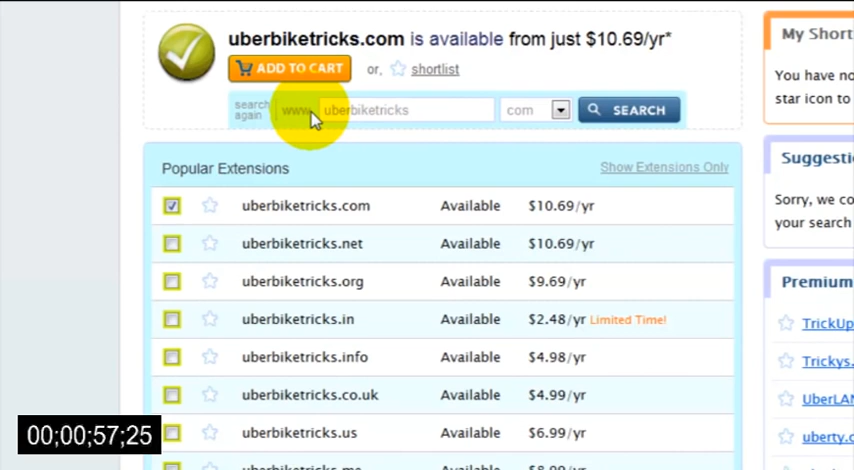 uberbiketricks.com is available from just $10.69/yr*
ADD TO CART or, shortlist
search again www. uberbiketricks com SEARCH
Popular Extensions Show Extensions Only
uberbiketricks.com Available $10.69/yr
uberbiketricks.net Available $10.69/yr
uberbiketricks.org Available $9.69/yr
uberbiketricks.in Available $2.48/yr Limited Time!
uberbiketricks.info Available $4.98/yr
uberbiketricks.co.uk Available $4.99/yr
uberbiketricks.us Available $6.99/yr
My Short
You have no
star icon to
Suggesti
Sorry, we co
your search
Premium
TrickUp
Trickys.
UberLAN
uberty.c
00;00;57;25